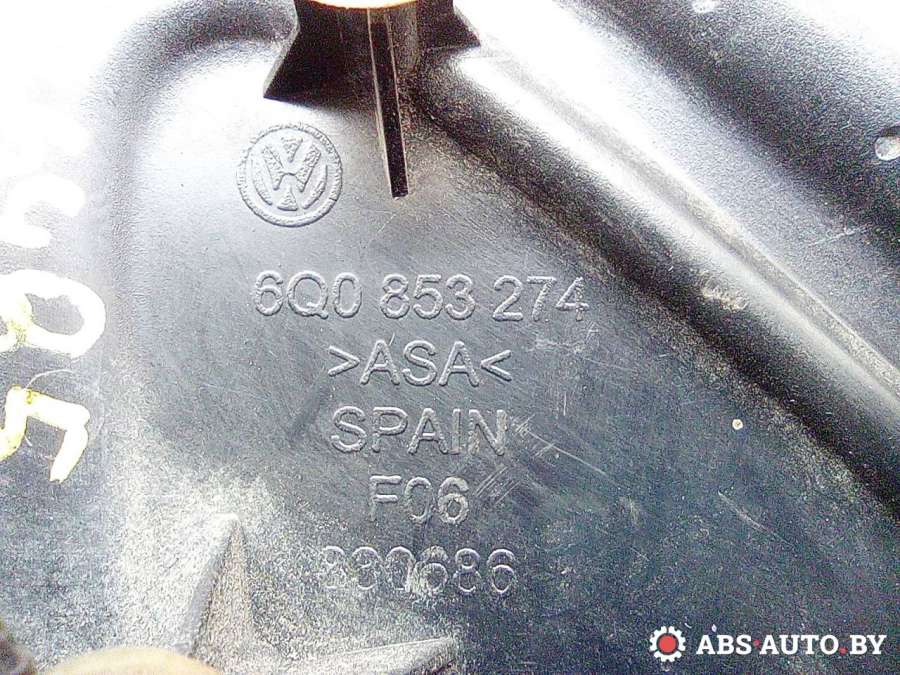 6Q0 853 274
>ASA<
SPAIN
F06
330686
ABS-AUTO.BY